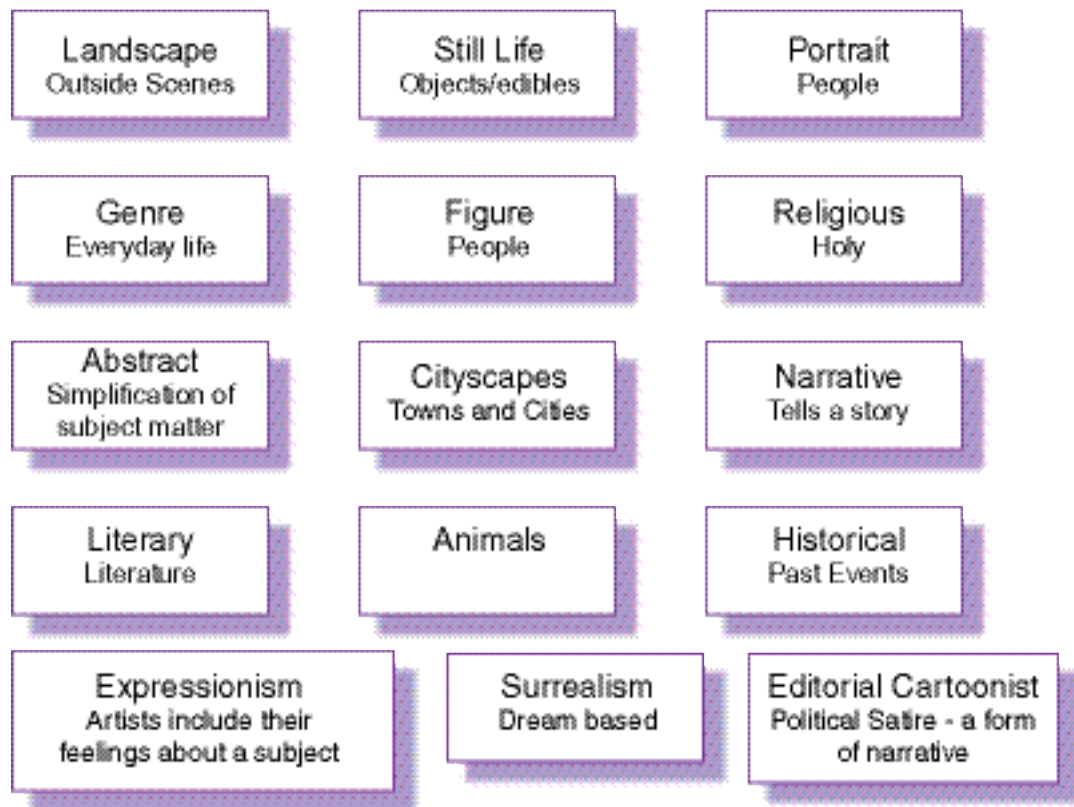 Landscape
Outside Scenes
Still Life
Objects/edibles
Portrait
People
Genre
Everyday life
Figure
People
Religious
Holy
Abstract
Simplification of
subject matter
Cityscapes
Towns and Cities
Narrative
Tells a story
Literary
Literature
Animals
Historical
Past Events
Expressionism
Artists include their
feelings about a subject
Surrealism
Dream based
Editorial Cartoonist
Political Satire - a form
of narrative